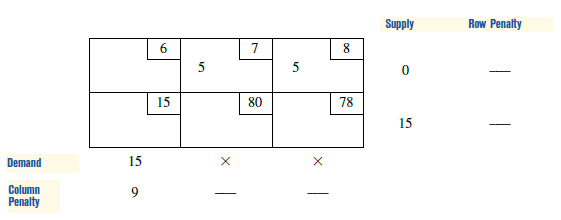 Supply Row Penalty
6 7 8
5 5 0 —
15 80 78
15 —
Demand 15 × ×
Column 9 — —
Penalty